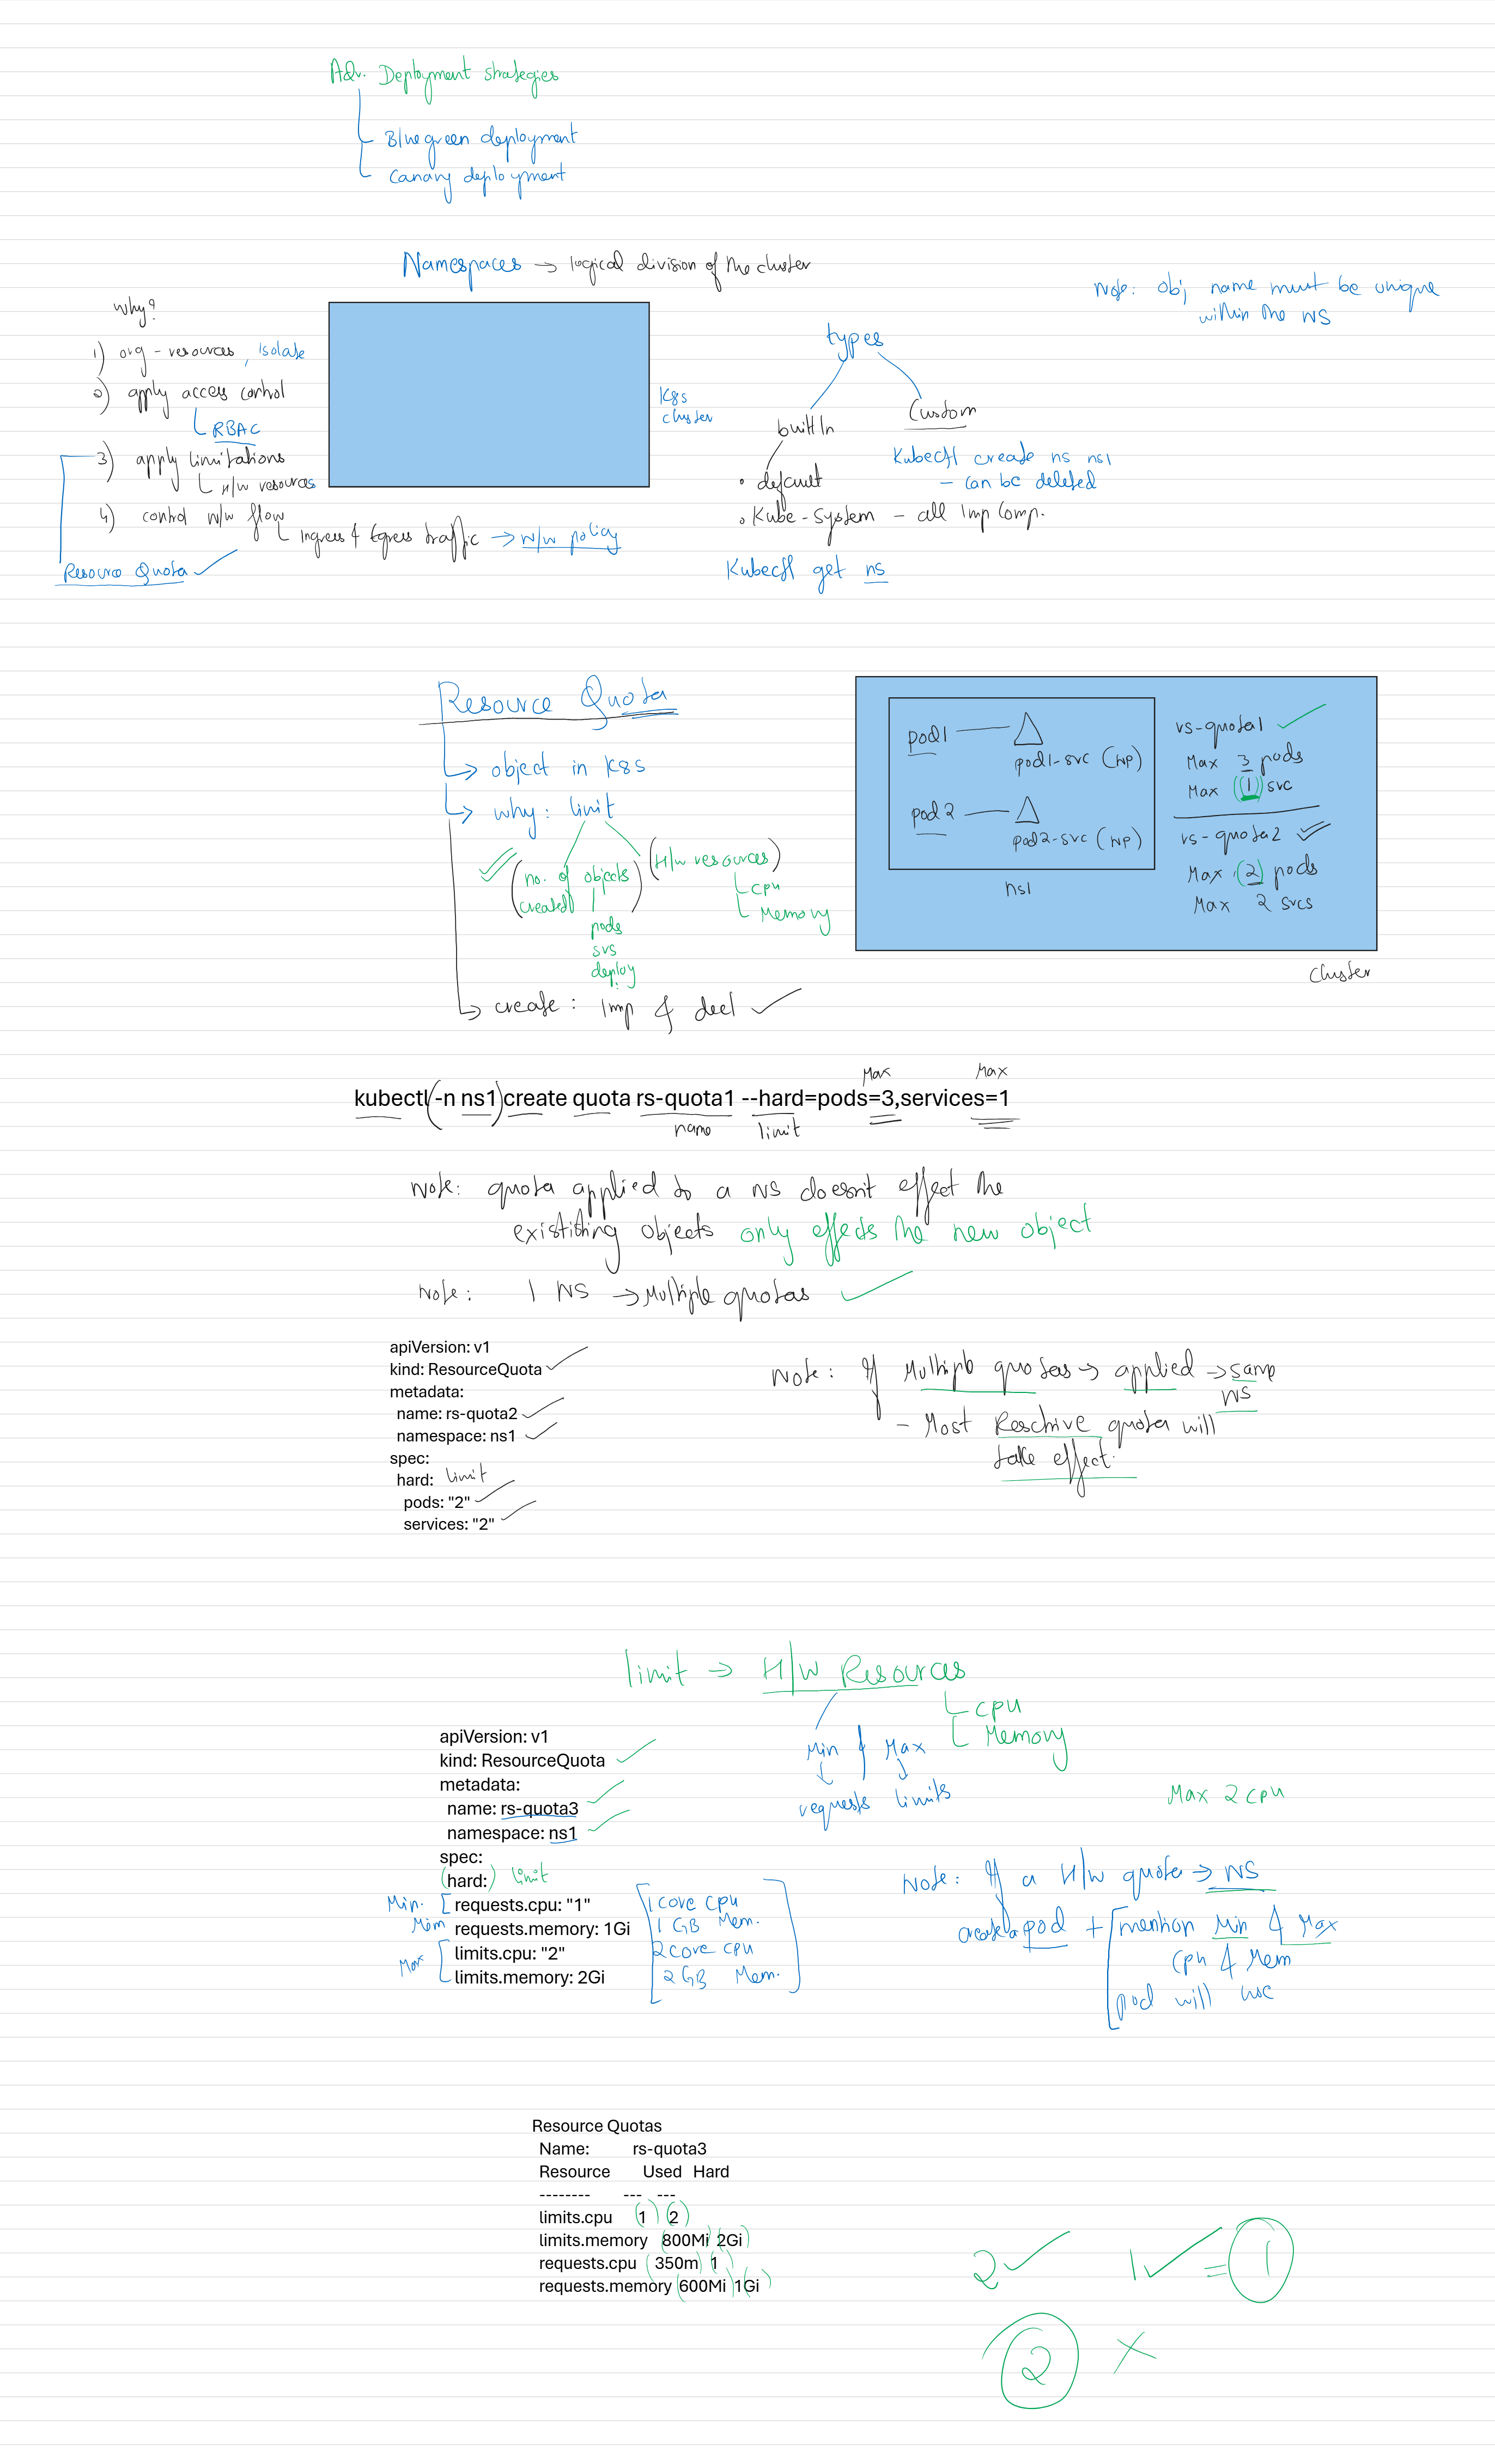 Adv. Deployment strategies
Blue green deployment
Canary deployment
Namespaces → logical division of the cluster
Note: obj name must be unique
within the NS
why?
1) org - resources, isolate
2) apply access control
RBAC
3) apply limitations
H/w resources
4) control n/w flow
Ingress & Egress traffic → N/w policy
Resource Quota
K8s
cluster
types
built In
Custom
• default
• Kube-system - all Imp Comp.
Kubectl create ns ns1
- can be deleted
Kubectl get ns
Resource Quota
→ object in K8s
→ why: limit
(no. of objects
created)
pods
svs
deploy
(H/w resources)
CPU
Memory
→ create: Imp & decl
pod1
pod1-svc (NP)
pod2
pod2-svc (NP)
ns1
rs-quota1
Max 3 pods
Max (1) svc
rs-quota2
Max (2) pods
Max 2 svcs
cluster
Max Max
kubectl (-n ns1) create quota rs-quota1 --hard=pods=3,services=1
name limit
Note: quota applied to a NS doesn't effect the
existithing objects only effects the new object
Note: 1 NS → Multiple quotas
apiVersion: v1
kind: ResourceQuota
metadata:
name: rs-quota2
namespace: ns1
spec:
hard: limit
pods: "2"
services: "2"
Note: If Multiple quotas → applied → same
NS
- Most Reschive quota will
take effect.
limit → H/W Resources
CPU
Memory
Min & Max
requests limits
Max 2 CPU
apiVersion: v1
kind: ResourceQuota
metadata:
name: rs-quota3
namespace: ns1
spec:
(hard:) limit
Min. requests.cpu: "1" 1 core CPU
Mim requests.memory: 1Gi 1 GB Mem.
Max limits.cpu: "2" 2 core CPU
limits.memory: 2Gi 2 GB Mem.
Note: If a H/w quota → NS
create a pod + mention Min & Max
Cpu & Mem
pod will use
Resource Quotas
Name: rs-quota3
Resource Used Hard
-------- --- ---
limits.cpu (1) (2)
limits.memory (800Mi) 2Gi)
requests.cpu (350m) (1)
requests.memory (600Mi) 1Gi)
2 1 = 1
2 X